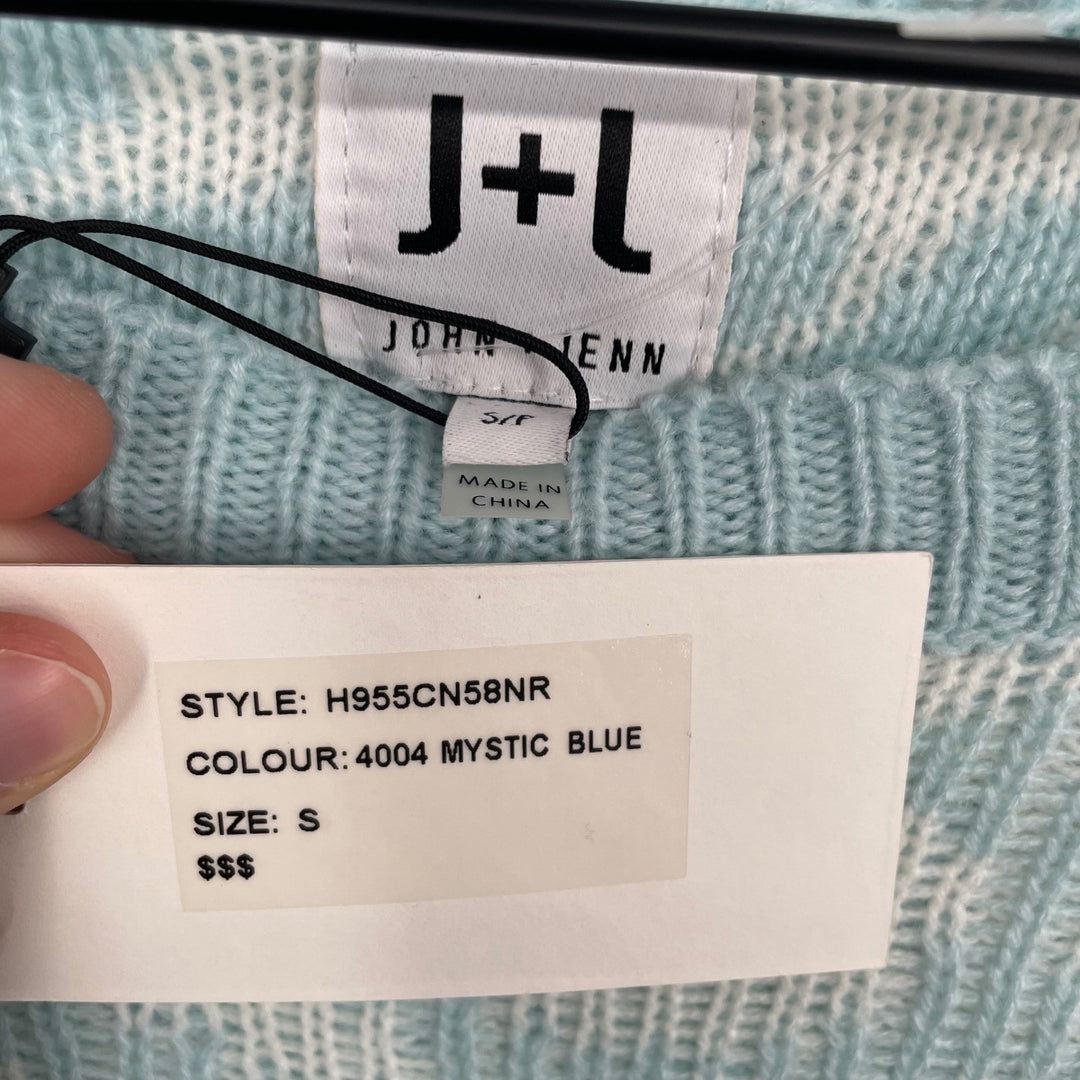 J+J
JOHN + JENN
S/P
MADE IN
CHINA
STYLE: H955CN58NR
COLOUR: 4004 MYSTIC BLUE
SIZE: S
$$$